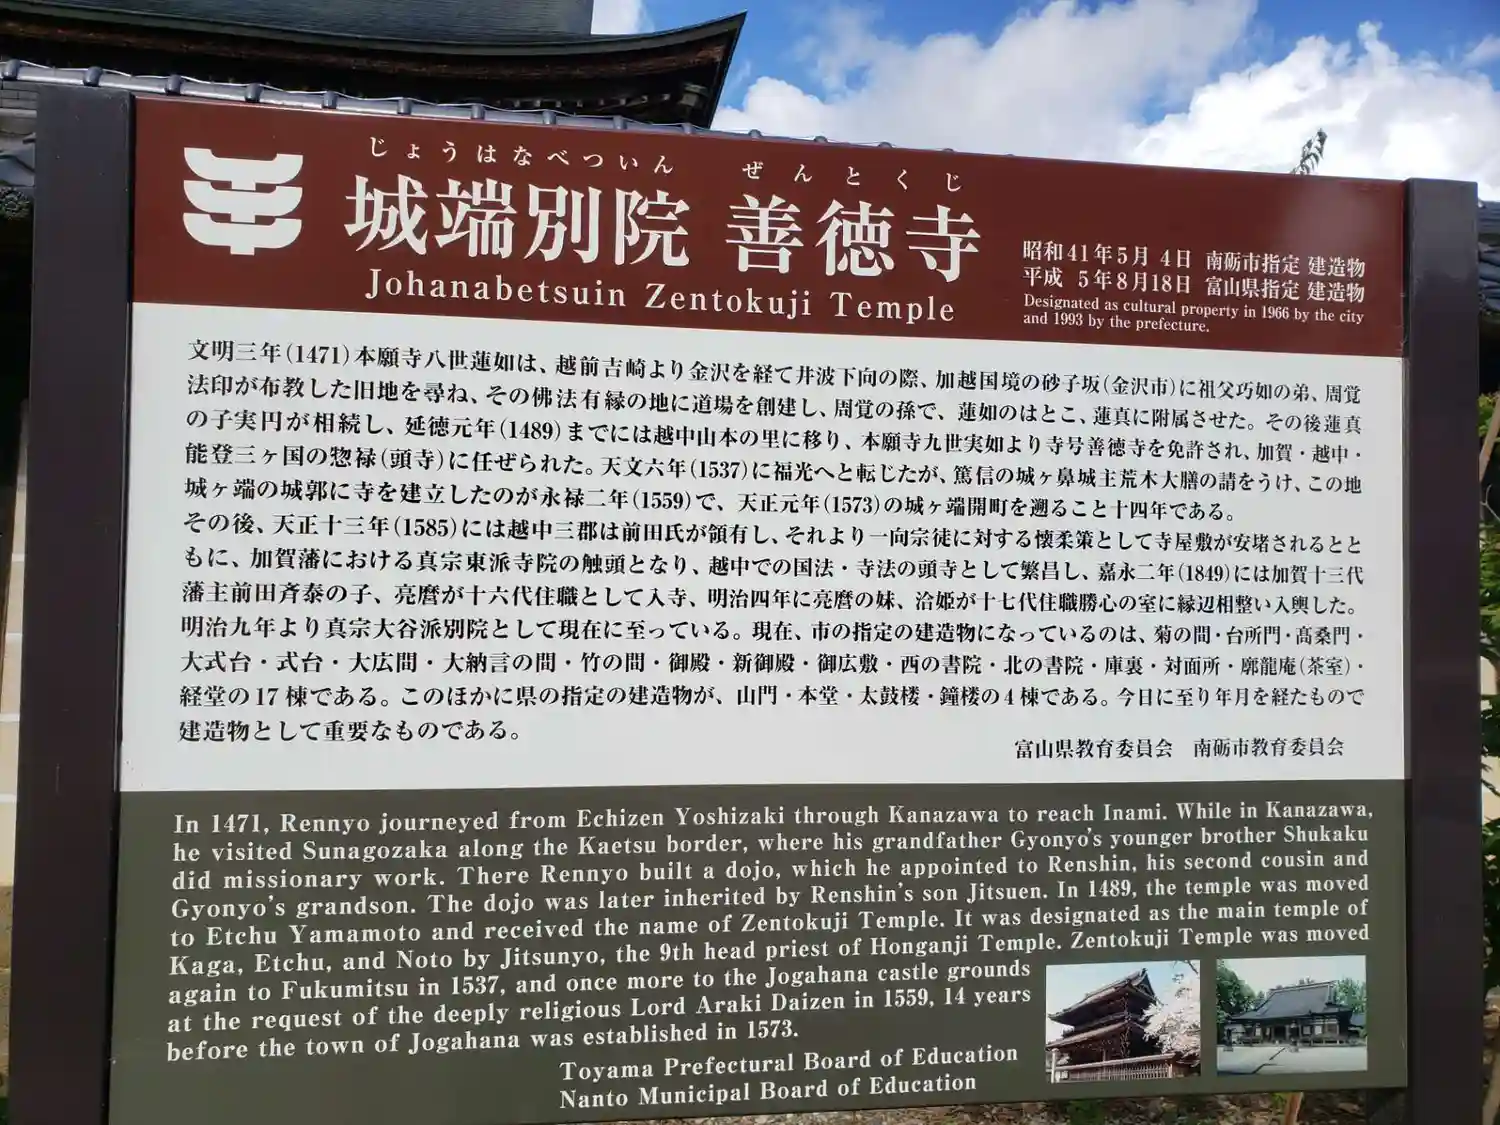 じょうはなべついん ぜんとくじ
城端別院 善徳寺
Johanabetsuin Zentokuji Temple
昭和41年5月 4日 南砺市指定 建造物
平成 5年8月18日 富山県指定 建造物
Designated as cultural property in 1966 by the city
and 1993 by the prefecture.
文明三年(1471)本願寺八世蓮如は、越前吉崎より金沢を経て井波下向の際、加越国境の砂子坂(金沢市)に祖父巧如の弟、周覚
法印が布教した旧地を尋ね、その佛法有縁の地に道場を創建し、周覚の孫で、蓮如のはとこ、蓮真に附属させた。その後蓮真
の子実円が相続し、延徳元年(1489)までには越中山本の里に移り、本願寺九世実如より寺号善徳寺を免許され、加賀・越中・
能登三ヶ国の惣禄(頭寺)に任ぜられた。天文六年(1537)に福光へと転じたが、篤信の城ヶ鼻城主荒木大膳の請をうけ、この地
城ヶ端の城郭に寺を建立したのが永禄二年(1559)で、天正元年(1573)の城ヶ端開町を遡ること十四年である。
その後、天正十三年(1585)には越中三郡は前田氏が領有し、それより一向宗徒に対する懐柔策として寺屋敷が安堵されるとと
もに、加賀藩における真宗東派寺院の触頭となり、越中での国法・寺法の頭寺として繁昌し、嘉永二年(1849)には加賀十三代
藩主前田斉泰の子、亮麿が十六代住職として入寺、明治四年に亮麿の妹、洽姫が十七代住職勝心の室に縁辺相整い入輿した。
明治九年より真宗大谷派別院として現在に至っている。現在、市の指定の建造物になっているのは、菊の間・台所門・髙桑門・
大式台・式台・大広間・大納言の間・竹の間・御殿・新御殿・御広敷・西の書院・北の書院・庫裏・対面所・廓龍庵(茶室)・
経堂の17棟である。このほかに県の指定の建造物が、山門・本堂・太鼓楼・鐘楼の4棟である。今日に至り年月を経たもので
建造物として重要なものである。
富山県教育委員会 南砺市教育委員会
In 1471, Rennyo journeyed from Echizen Yoshizaki through Kanazawa to reach Inami. While in Kanazawa,
he visited Sunagozaka along the Kaetsu border, where his grandfather Gyonyo's younger brother Shukaku
did missionary work. There Rennyo built a dojo, which he appointed to Renshin, his second cousin and
Gyonyo's grandson. The dojo was later inherited by Renshin's son Jitsuen. In 1489, the temple was moved
to Etchu Yamamoto and received the name of Zentokuji Temple. It was designated as the main temple of
Kaga, Etchu, and Noto by Jitsunyo, the 9th head priest of Honganji Temple. Zentokuji Temple was moved
again to Fukumitsu in 1537, and once more to the Jogahana castle grounds
at the request of the deeply religious Lord Araki Daizen in 1559, 14 years
before the town of Jogahana was established in 1573.
Toyama Prefectural Board of Education
Nanto Municipal Board of Education